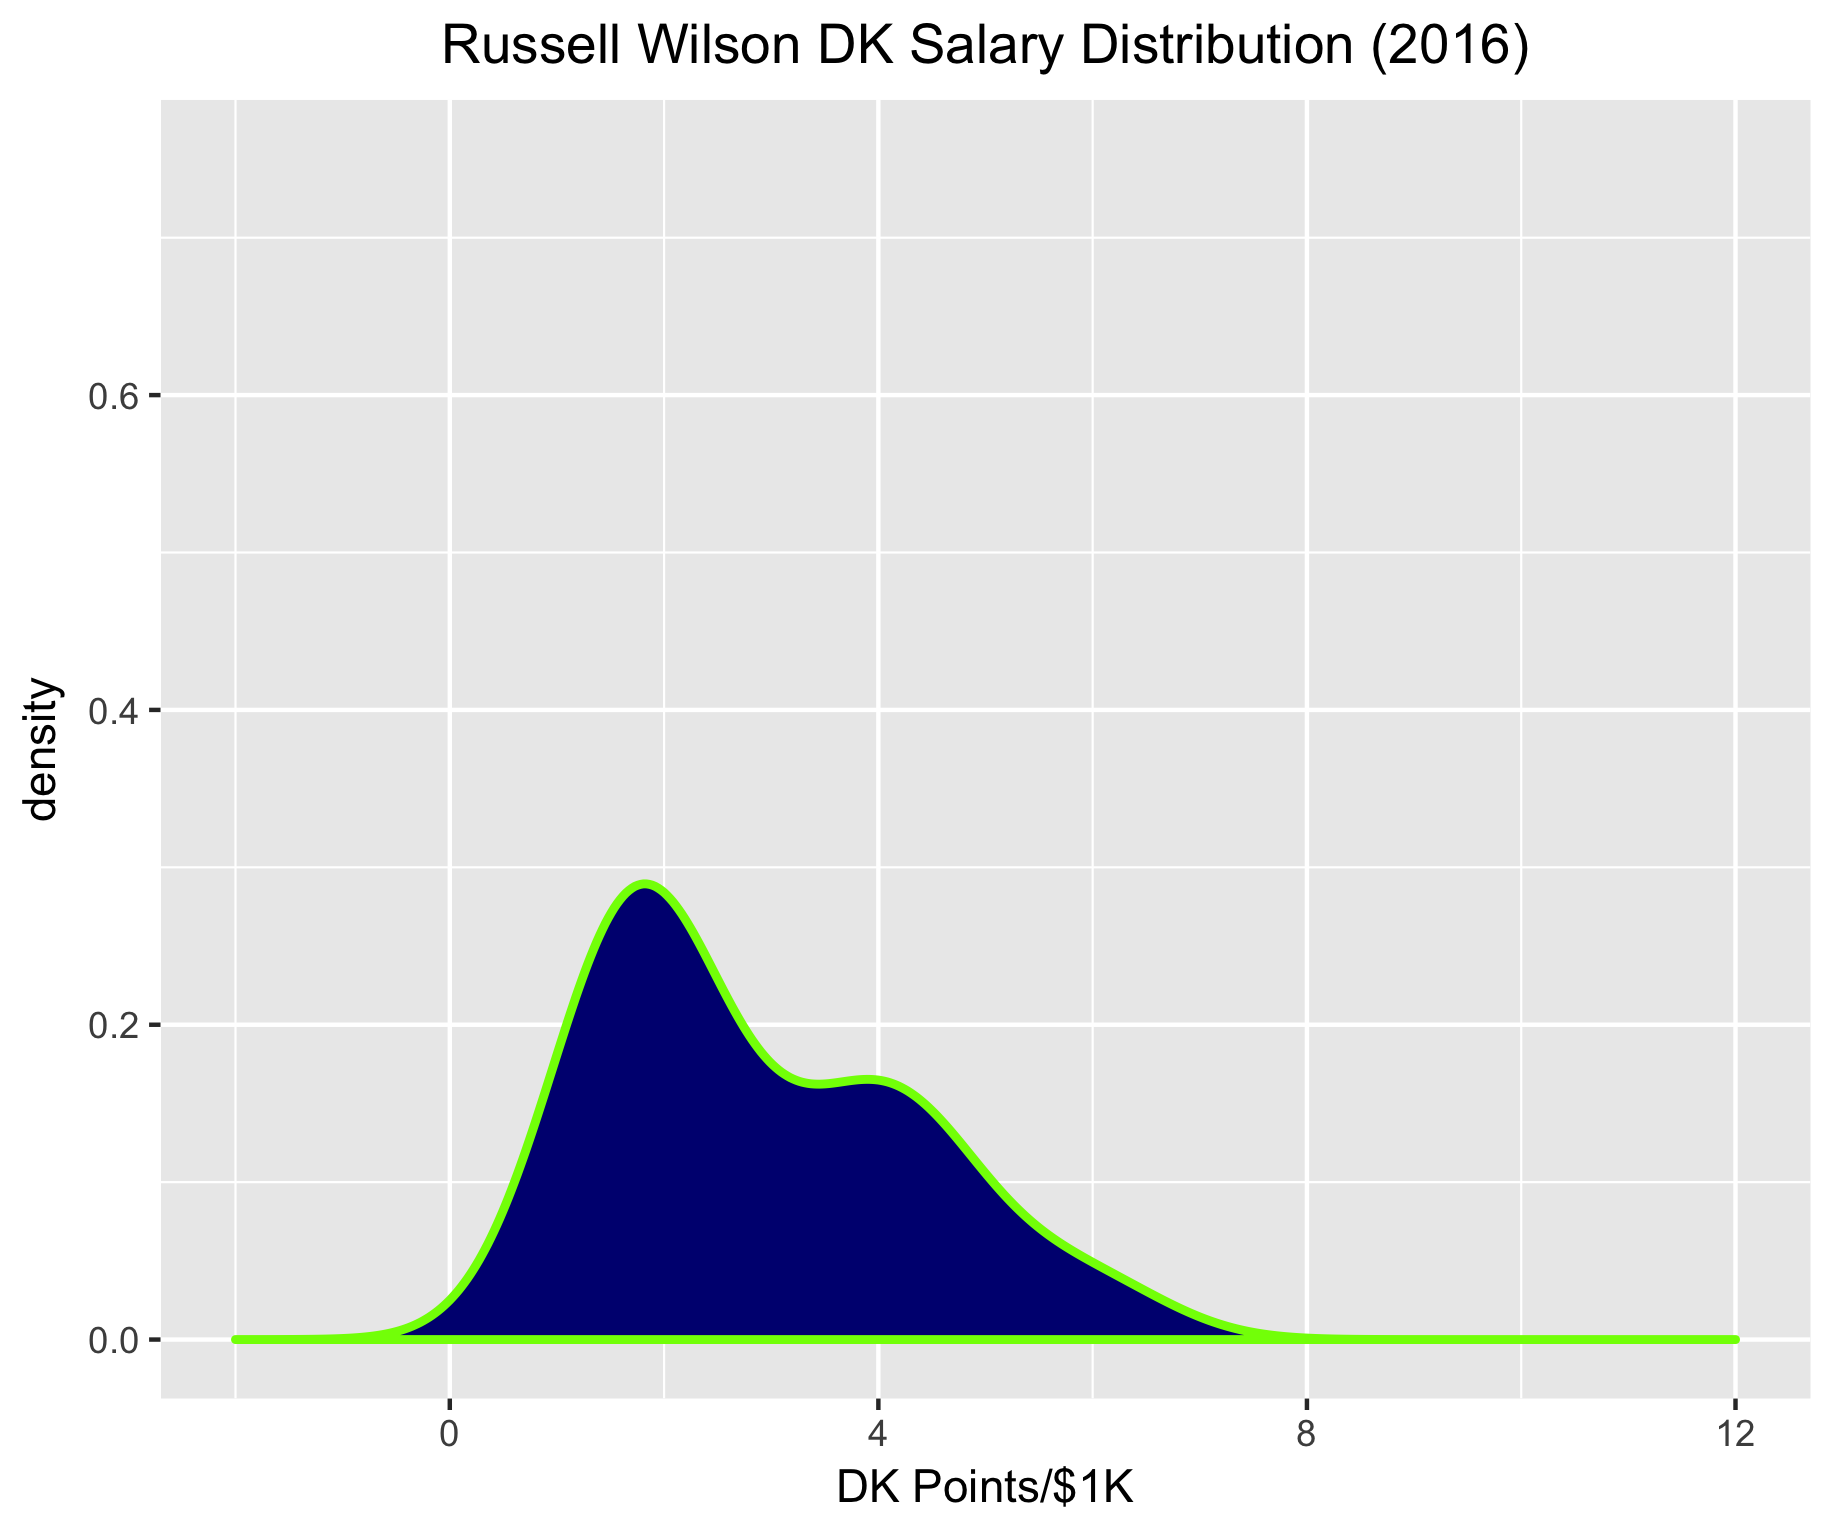 Russell Wilson DK Salary Distribution (2016)
density
0.6
0.4
0.2
0.0
0 4 8 12
DK Points/$1K